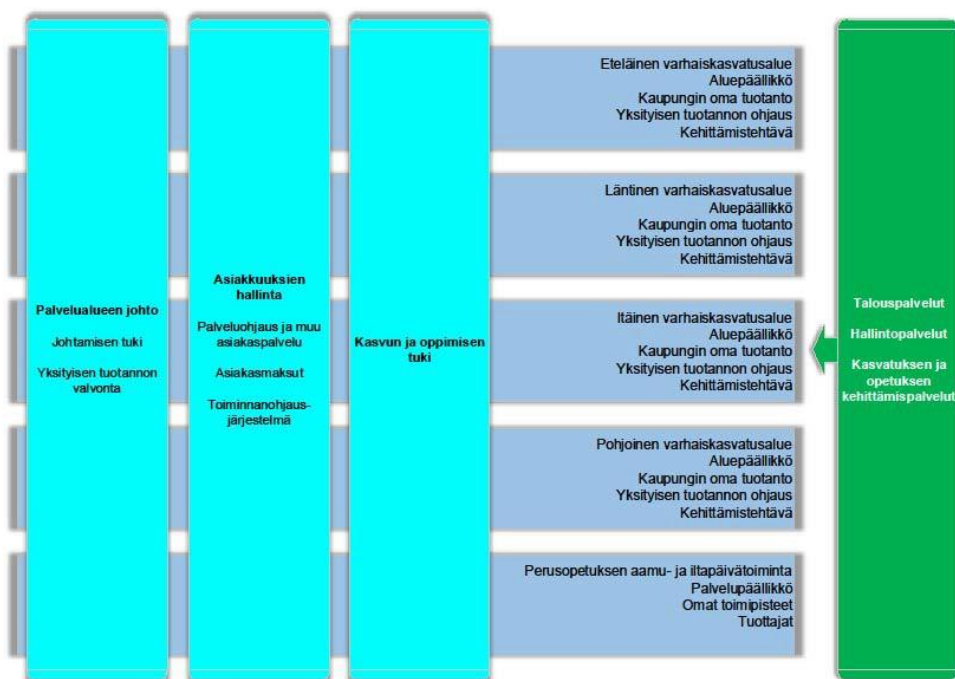 Palvelualueen johto
Johtamisen tuki
Yksityisen tuotannon
valvonta
Asiakkuuksien
hallinta
Palveluohjaus ja muu
asiakaspalvelu
Asiakasmaksut
Toiminnanohjaus-
järjestelmä
Kasvun ja oppimisen
tuki
Eteläinen varhaiskasvatusalue
Aluepäällikkö
Kaupungin oma tuotanto
Yksityisen tuotannon ohjaus
Kehittämistehtävä
Läntinen varhaiskasvatusalue
Aluepäällikkö
Kaupungin oma tuotanto
Yksityisen tuotannon ohjaus
Kehittämistehtävä
Itäinen varhaiskasvatusalue
Aluepäällikkö
Kaupungin oma tuotanto
Yksityisen tuotannon ohjaus
Kehittämistehtävä
Pohjoinen varhaiskasvatusalue
Aluepäällikkö
Kaupungin oma tuotanto
Yksityisen tuotannon ohjaus
Kehittämistehtävä
Perusopetuksen aamu- ja iltapäivätoiminta
Palvelupäällikkö
Omat toimipisteet
Tuottajat
Talouspalvelut
Hallintopalvelut
Kasvatuksen ja
opetuksen
kehittämispalvelut